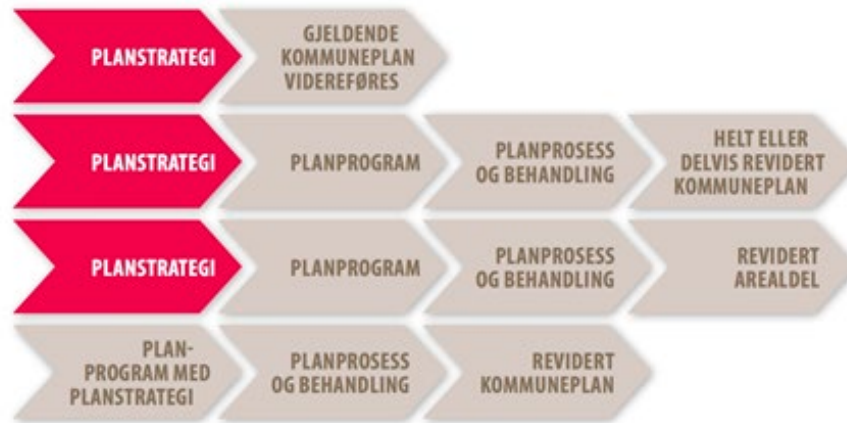 PLANSTRATEGI
GJELDENDE
KOMMUNEPLAN
VIDEREFØRES
PLANSTRATEGI
PLANPROGRAM
PLANPROSESS
OG BEHANDLING
HELT ELLER
DELVIS REVIDERT
KOMMUNEPLAN
PLANSTRATEGI
PLANPROGRAM
PLANPROSESS
OG BEHANDLING
REVIDERT
AREALDEL
PLAN-
PROGRAM MED
PLANSTRATEGI
PLANPROSESS
OG BEHANDLING
REVIDERT
KOMMUNEPLAN